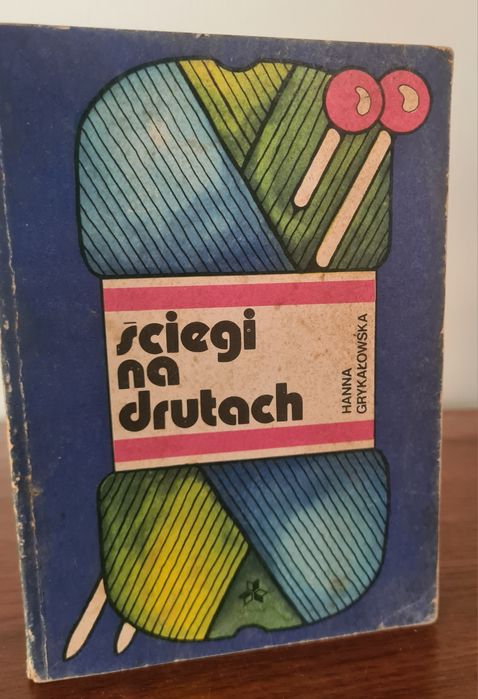 ściegi
na
drutach
HANNA
GRYKAŁOWSKA